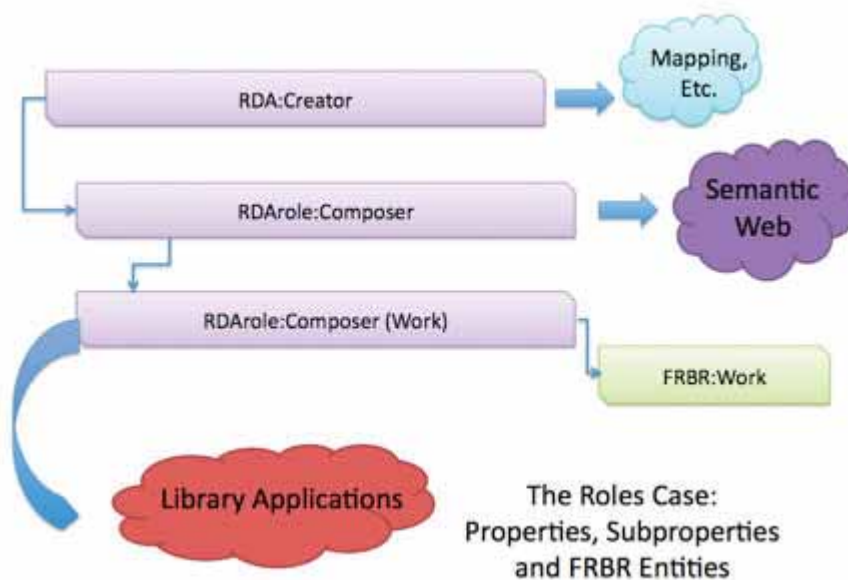 Mapping,
Etc.
RDA:Creator
RDArole:Composer
Semantic
Web
RDArole:Composer (Work)
FRBR:Work
Library Applications
The Roles Case:
Properties, Subproperties
and FRBR Entities